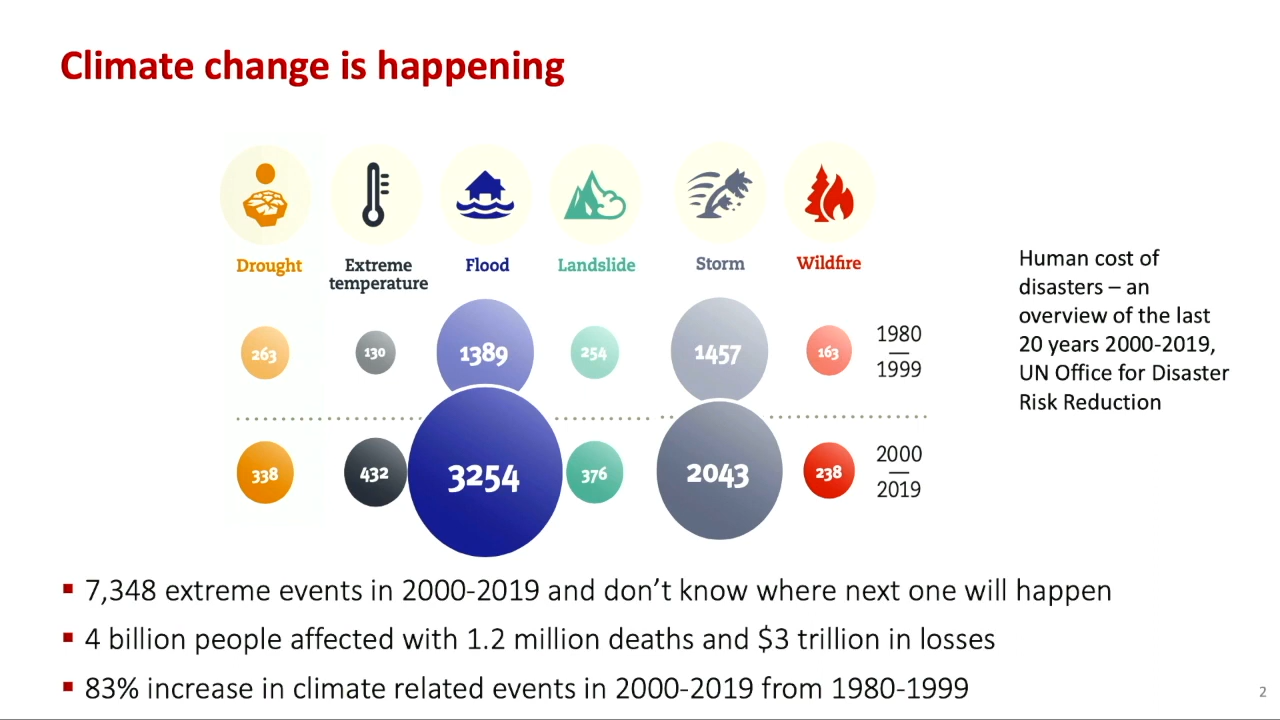 Climate change is happening
Drought
Extreme
temperature
Flood
Landslide
Storm
Wildfire
263
130
1389
254
1457
163
1980
1999
338
432
3254
376
2043
238
2000
2019
Human cost of
disasters – an
overview of the last
20 years 2000-2019,
UN Office for Disaster
Risk Reduction
▪ 7,348 extreme events in 2000-2019 and don’t know where next one will happen
▪ 4 billion people affected with 1.2 million deaths and $3 trillion in losses
▪ 83% increase in climate related events in 2000-2019 from 1980-1999
2